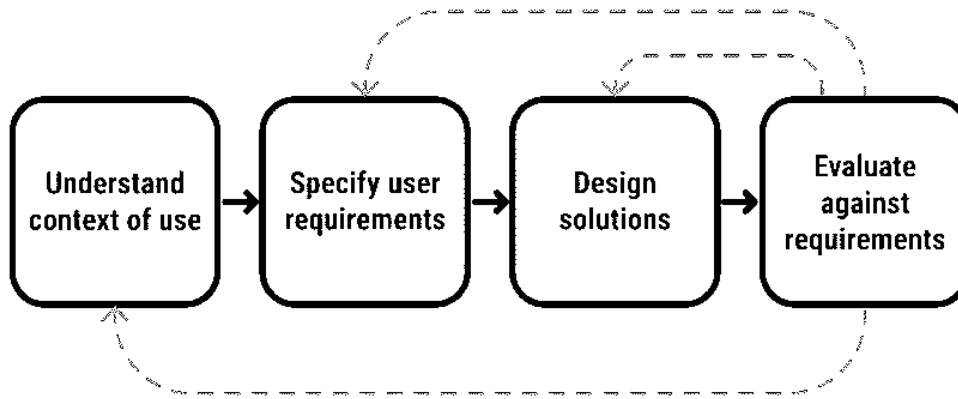 Understand
context of use
Specify user
requirements
Design
solutions
Evaluate
against
requirements